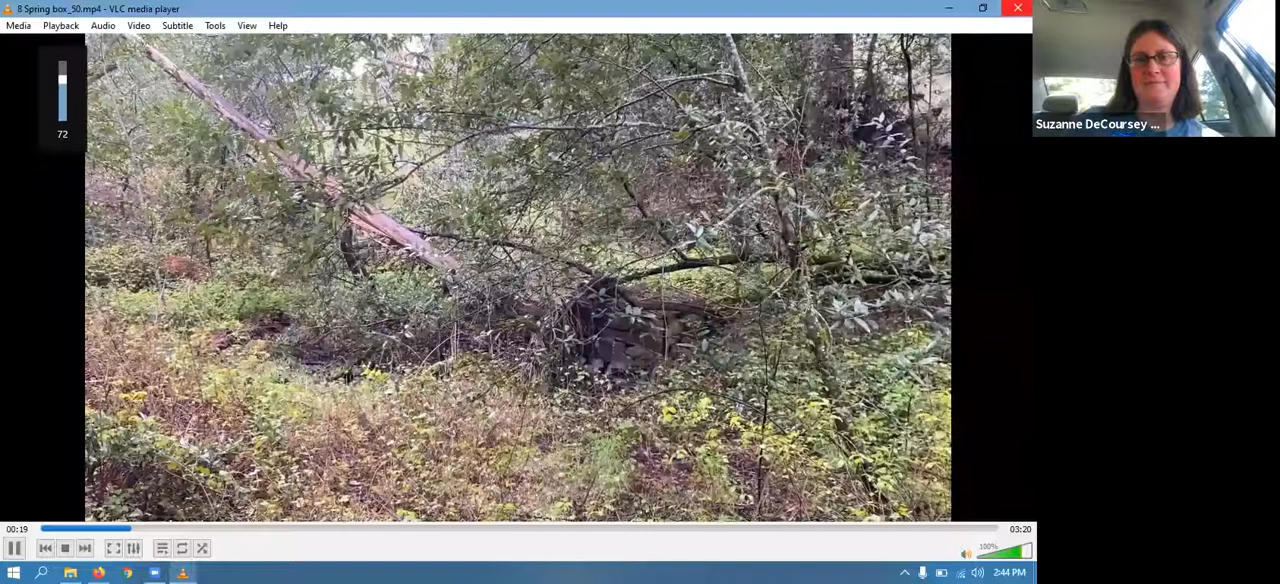 8 Spring box_50.mp4 - VLC media player
Media Playback Audio Video Subtitle Tools View Help
72
Suzanne DeCoursey ...
00:19
03:20
100%
2:44 PM